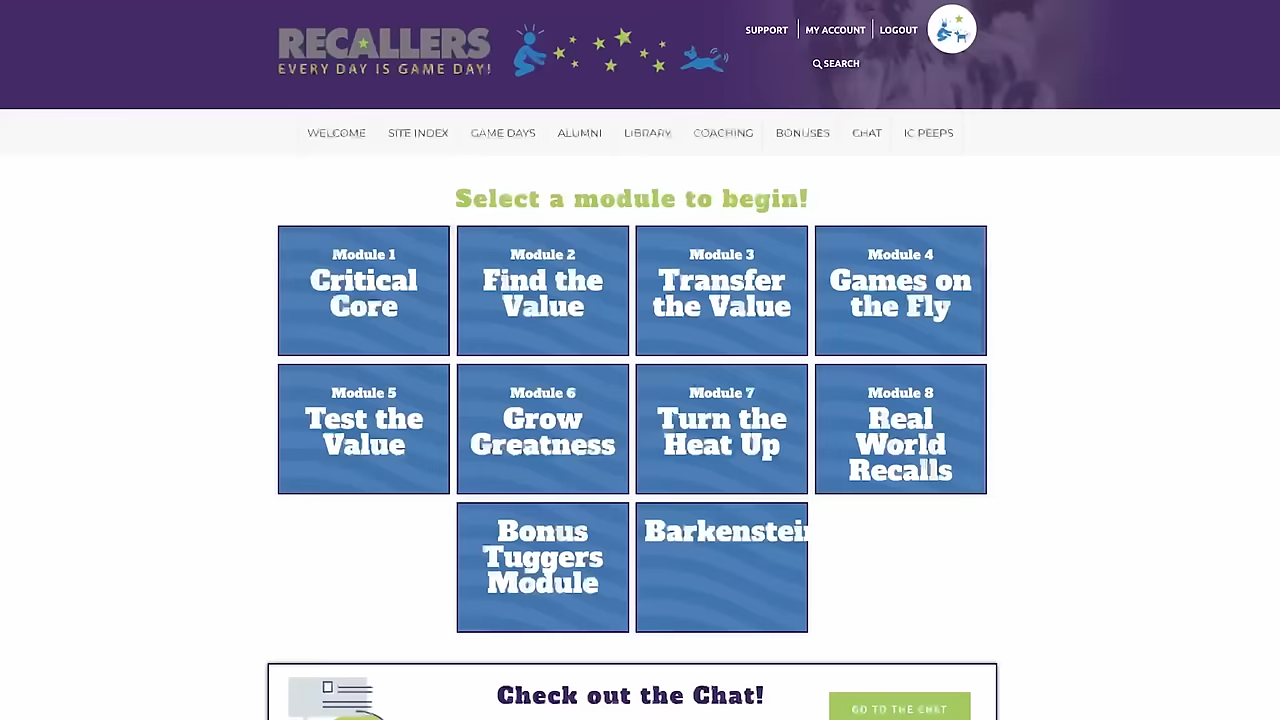 RECALLERS
EVERY DAY IS GAME DAY!
SUPPORT
MY ACCOUNT
LOGOUT
SEARCH
WELCOME
SITE INDEX
GAME DAYS
ALUMNI
LIBRARY
COACHING
BONUSES
CHAT
IC PEEPS
Select a module to begin!
Module 1
Critical
Core
Module 2
Find the
Value
Module 3
Transfer
the Value
Module 4
Games on
the Fly
Module 5
Test the
Value
Module 6
Grow
Greatness
Module 7
Turn the
Heat Up
Module 8
Real
World
Recalls
Bonus
Tuggers
Module
Barkenstein
Check out the Chat!
GO TO THE CHAT